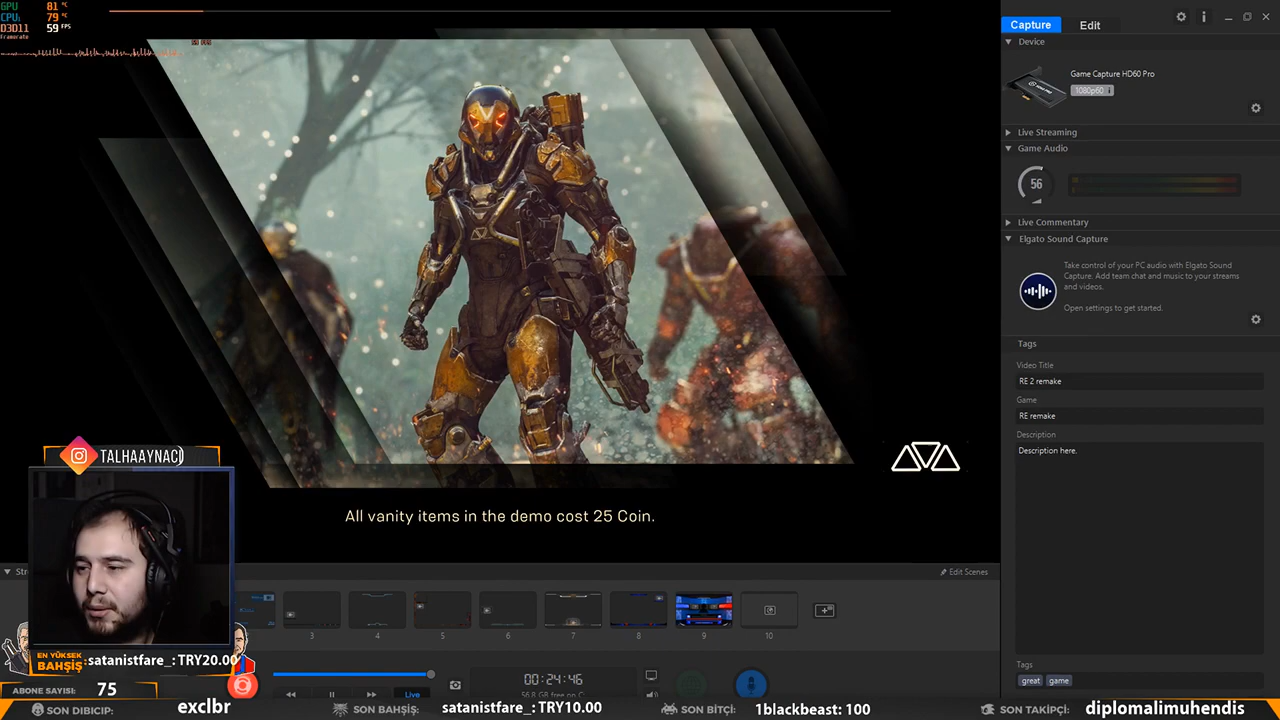 GPU 81 °C
CPU: 79 °C
D3D11 59 FPS
Framerate
Capture Edit
Device
Game Capture HD60 Pro
1080p60
Live Streaming
Game Audio
56
Live Commentary
Elgato Sound Capture
Take control of your PC audio with Elgato Sound
Capture. Add team chat and music to your streams
and videos.
Open settings to get started.
Tags
Video Title
RE 2 remake
Game
RE remake
Description
Description here.
Tags
great game
All vanity items in the demo cost 25 Coin.
TALHAAYNACI
Edit Scenes
3 4 5 6 7 8 9 10
00:24:46
Live
EN YÜKSEK
BAHŞİŞ: satanistfare_: TRY20.00
ABONE SAYISI: 75
SON DIBICIP: exclbr
SON BAHŞİŞ: satanistfare_: TRY10.00
SON BİTÇİ: 1blackbeast: 100
SON TAKİPÇİ: diplomalimuhendis